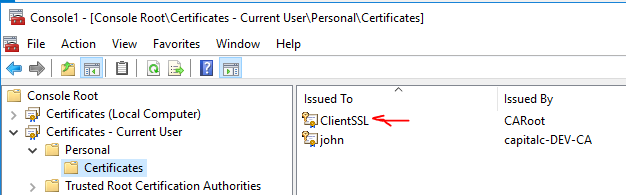 Console1 - [Console Root\Certificates - Current User\Personal\Certificates]
File Action View Favorites Window Help
Console Root
Certificates (Local Computer)
Certificates - Current User
Personal
Certificates
Trusted Root Certification Authorities
Issued To Issued By
ClientSSL CARoot
john capitalc-DEV-CA